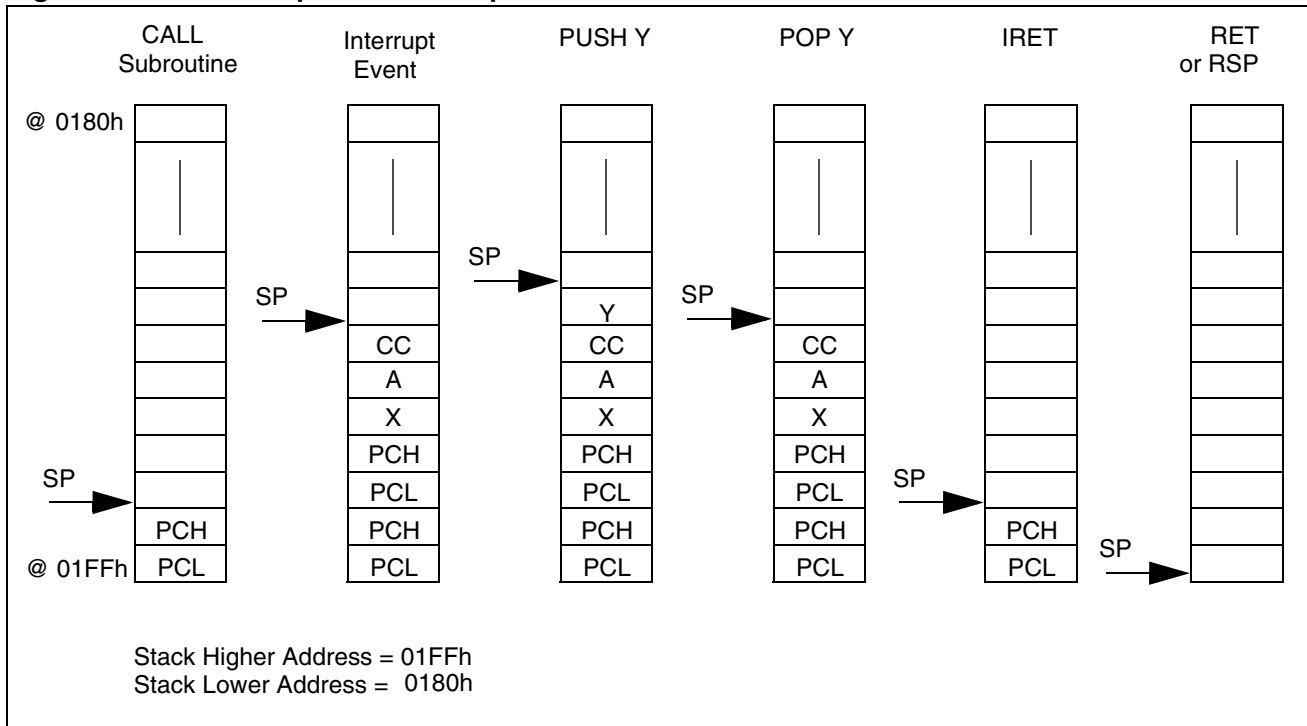 CALL
Subroutine
Interrupt
Event
PUSH Y
POP Y
IRET
RET
or RSP
@ 0180h
SP
SP
SP
Y
CC
CC
CC
A
A
A
X
X
X
PCH
PCH
PCH
SP
SP
PCL
PCL
PCL
PCH
PCH
PCH
PCH
PCH
SP
@ 01FFh
PCL
PCL
PCL
PCL
PCL
Stack Higher Address = 01FFh
Stack Lower Address = 0180h